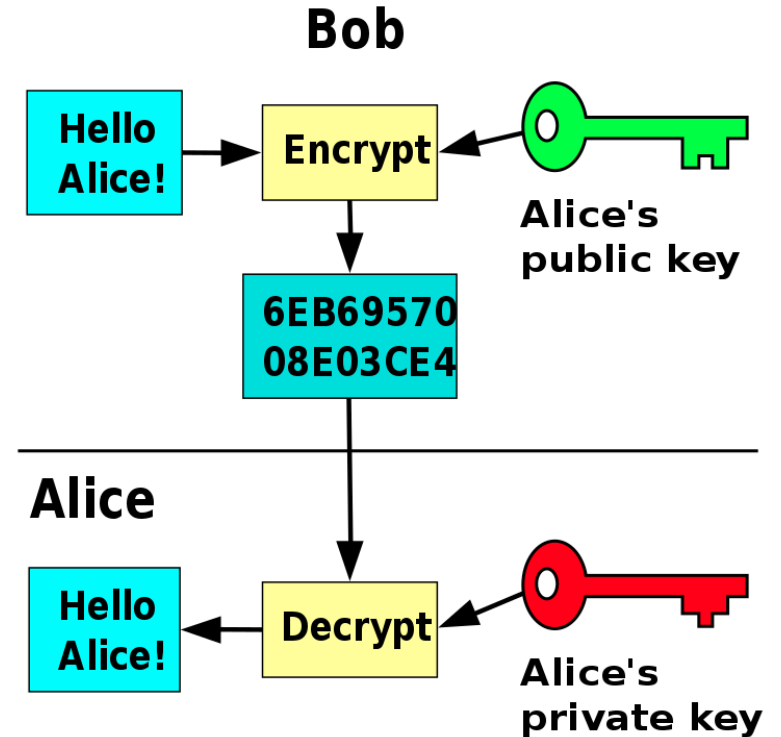 Bob
Hello
Alice!
Encrypt
Alice's
public key
6EB69570
08E03CE4
Alice
Hello
Alice!
Decrypt
Alice's
private key